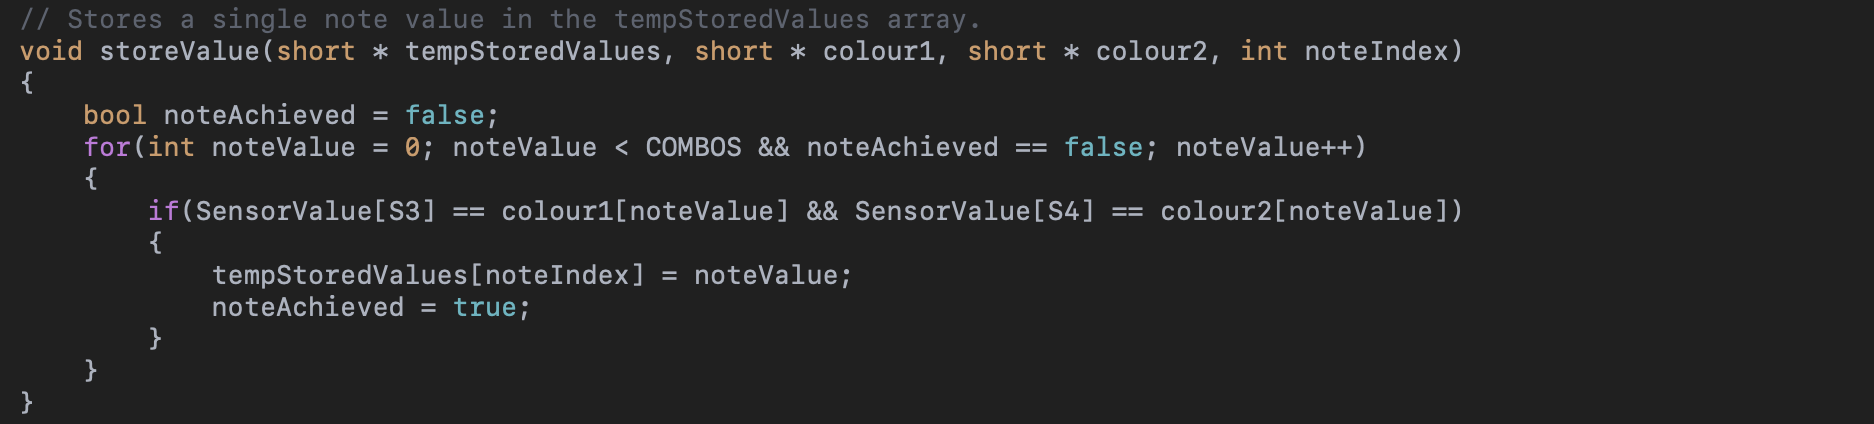 // Stores a single note value in the tempStoredValues array.
void storeValue(short * tempStoredValues, short * colour1, short * colour2, int noteIndex)
{
    bool noteAchieved = false;
    for(int noteValue = 0; noteValue < COMBOS && noteAchieved == false; noteValue++)
    {
        if(SensorValue[S3] == colour1[noteValue] && SensorValue[S4] == colour2[noteValue])
        {
            tempStoredValues[noteIndex] = noteValue;
            noteAchieved = true;
        }
    }
}